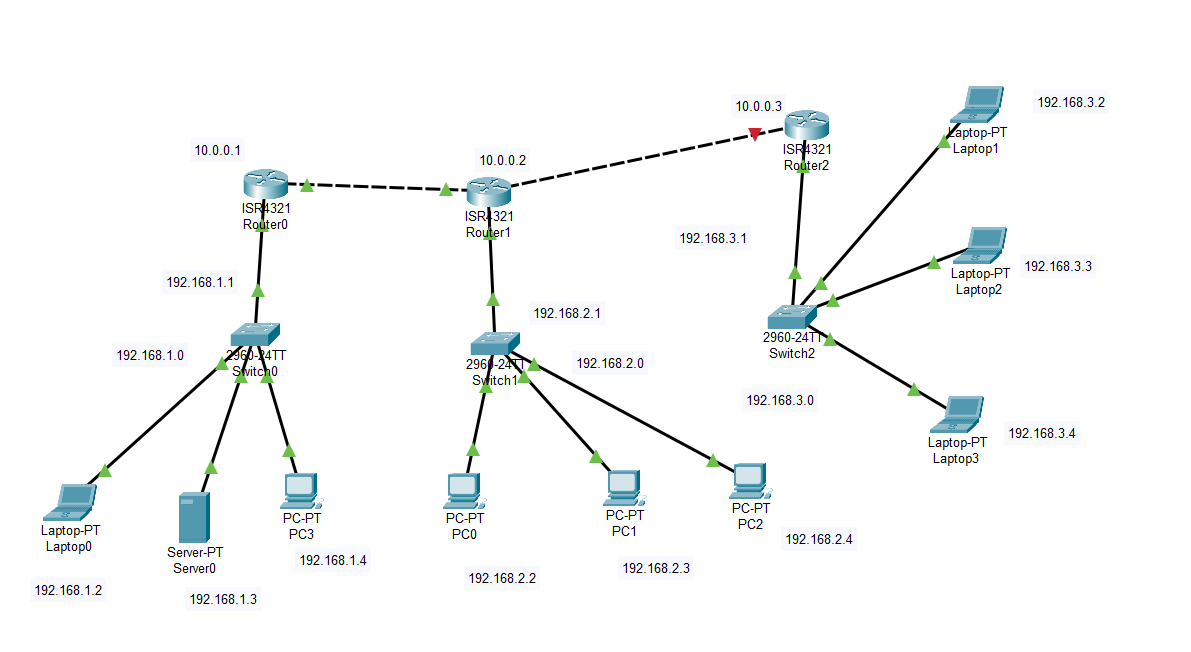 192.168.3.2
10.0.0.3
Laptop-PT
Laptop1
10.0.0.1
ISR4321
Router2
10.0.0.2
ISR4321
Router0
ISR4321
Router1
192.168.3.1
192.168.3.3
Laptop-PT
Laptop2
192.168.1.1
192.168.2.1
2960-24TT
Switch2
192.168.1.0
2960-24TT
Switch0
2960-24TT
Switch1
192.168.2.0
192.168.3.0
192.168.3.4
Laptop-PT
Laptop3
Laptop-PT
Laptop0
Server-PT
Server0
PC-PT
PC3
PC-PT
PC0
PC-PT
PC1
PC-PT
PC2
192.168.1.4
192.168.2.4
192.168.1.2
192.168.1.3
192.168.2.2
192.168.2.3